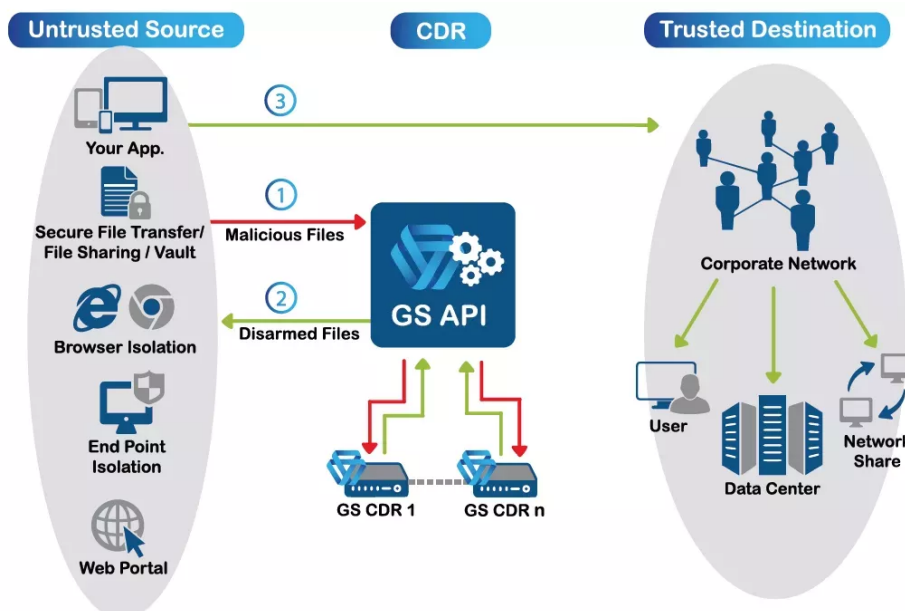 Untrusted Source
CDR
Trusted Destination
3
Your App.
1
Secure File Transfer/
File Sharing / Vault
Malicious Files
2
Disarmed Files
GS API
Browser Isolation
End Point
Isolation
Web Portal
GS CDR 1
GS CDR n
Corporate Network
User
Data Center
Network
Share